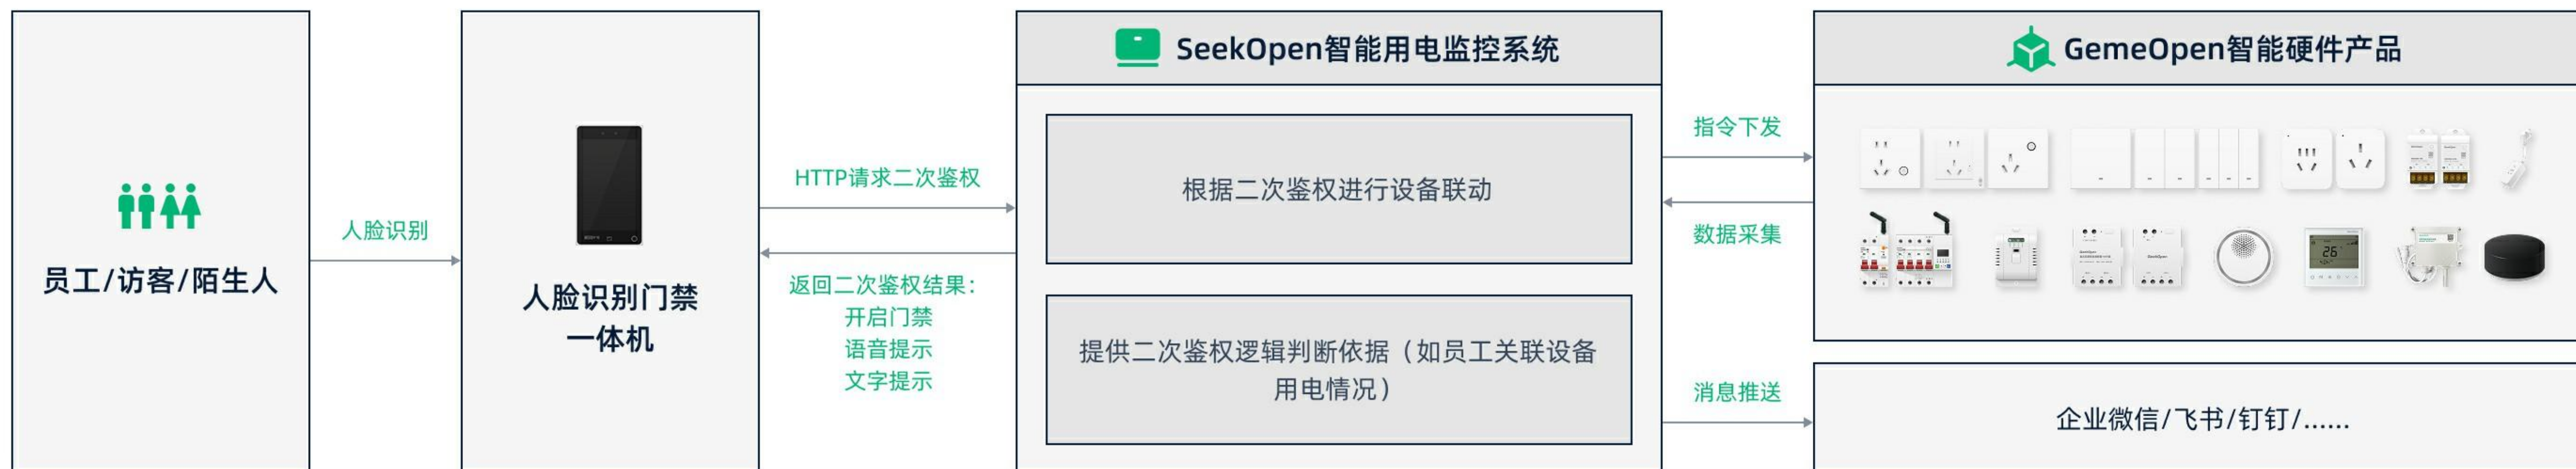 员工/访客/陌生人
人脸识别
人脸识别门禁
一体机
HTTP请求二次鉴权
返回二次鉴权结果：
开启门禁
语音提示
文字提示
SeekOpen智能用电监控系统
根据二次鉴权进行设备联动
提供二次鉴权逻辑判断依据（如员工关联设备
用电情况）
指令下发
数据采集
消息推送
GemeOpen智能硬件产品
26
企业微信/飞书/钉钉/......